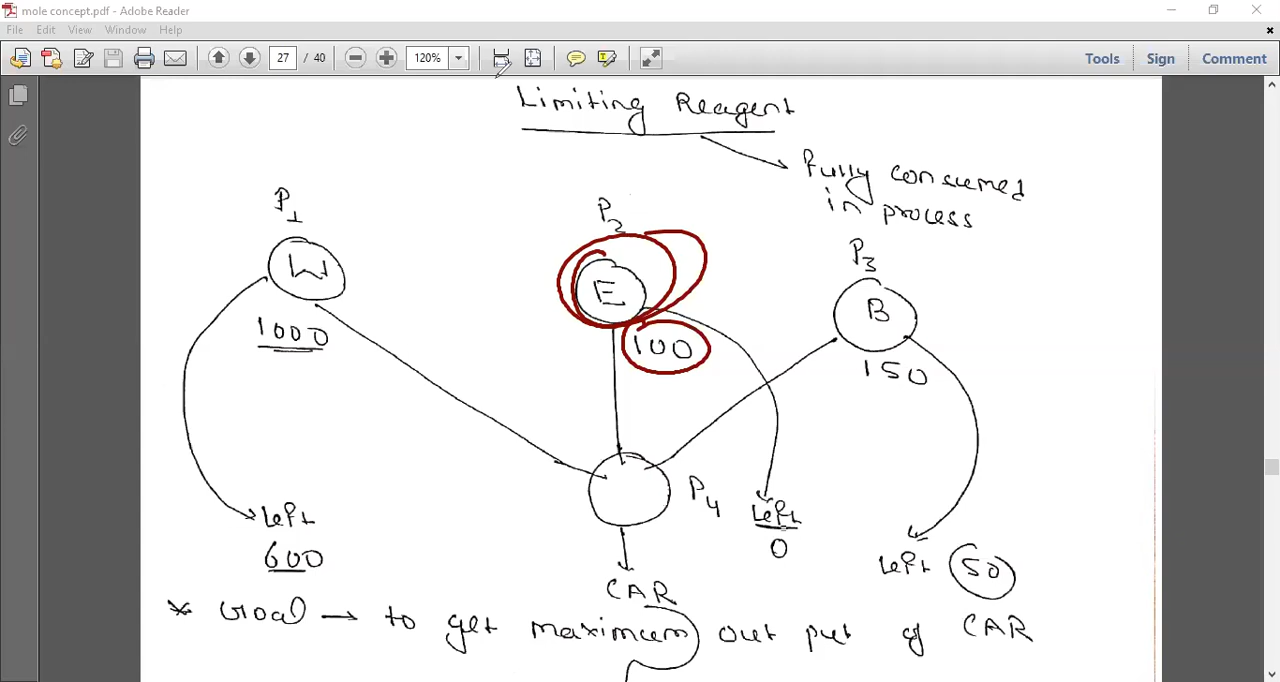 mole concept.pdf - Adobe Reader
File Edit View Window Help
27 / 40 120% Tools Sign Comment
Limiting Reagent
Fully consumed
in process
P1
P2
P3
W
E
B
1000
100
150
P4
Left
600
Left
0
Left 50
CAR
* Goal → to get maximum out put of CAR